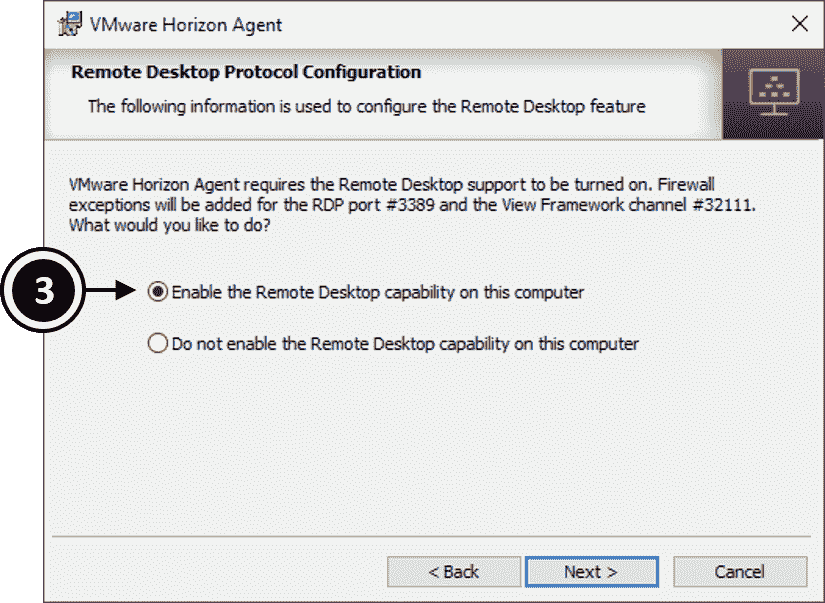 VMware Horizon Agent
Remote Desktop Protocol Configuration
The following information is used to configure the Remote Desktop feature
VMware Horizon Agent requires the Remote Desktop support to be turned on. Firewall
exceptions will be added for the RDP port #3389 and the View Framework channel #32111.
What would you like to do?
3
Enable the Remote Desktop capability on this computer
Do not enable the Remote Desktop capability on this computer
< Back
Next >
Cancel